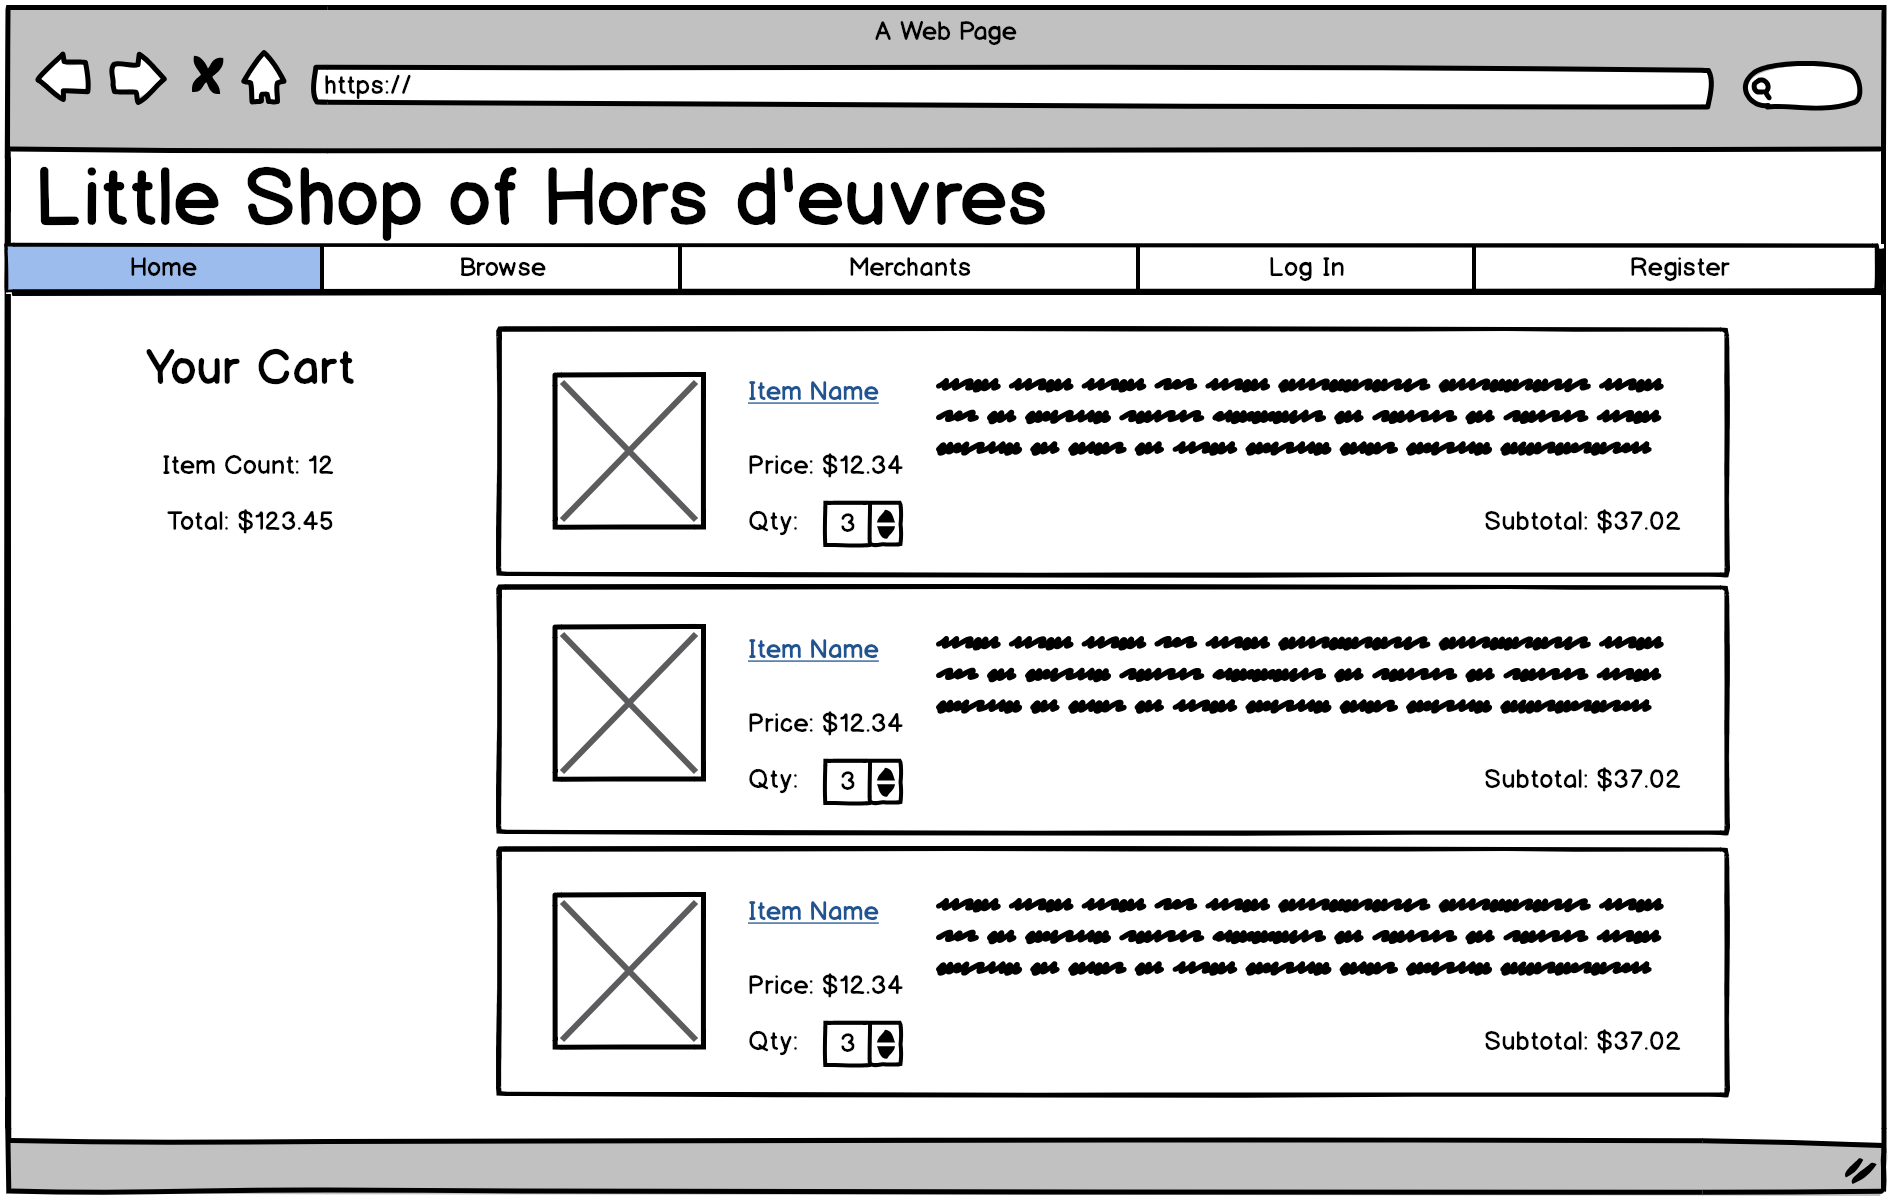 A Web Page
https://
Little Shop of Hors d'euvres
Home Browse Merchants Log In Register
Your Cart
Item Count: 12
Total: $123.45
Item Name
Price: $12.34
Qty: 3
Subtotal: $37.02
Item Name
Price: $12.34
Qty: 3
Subtotal: $37.02
Item Name
Price: $12.34
Qty: 3
Subtotal: $37.02